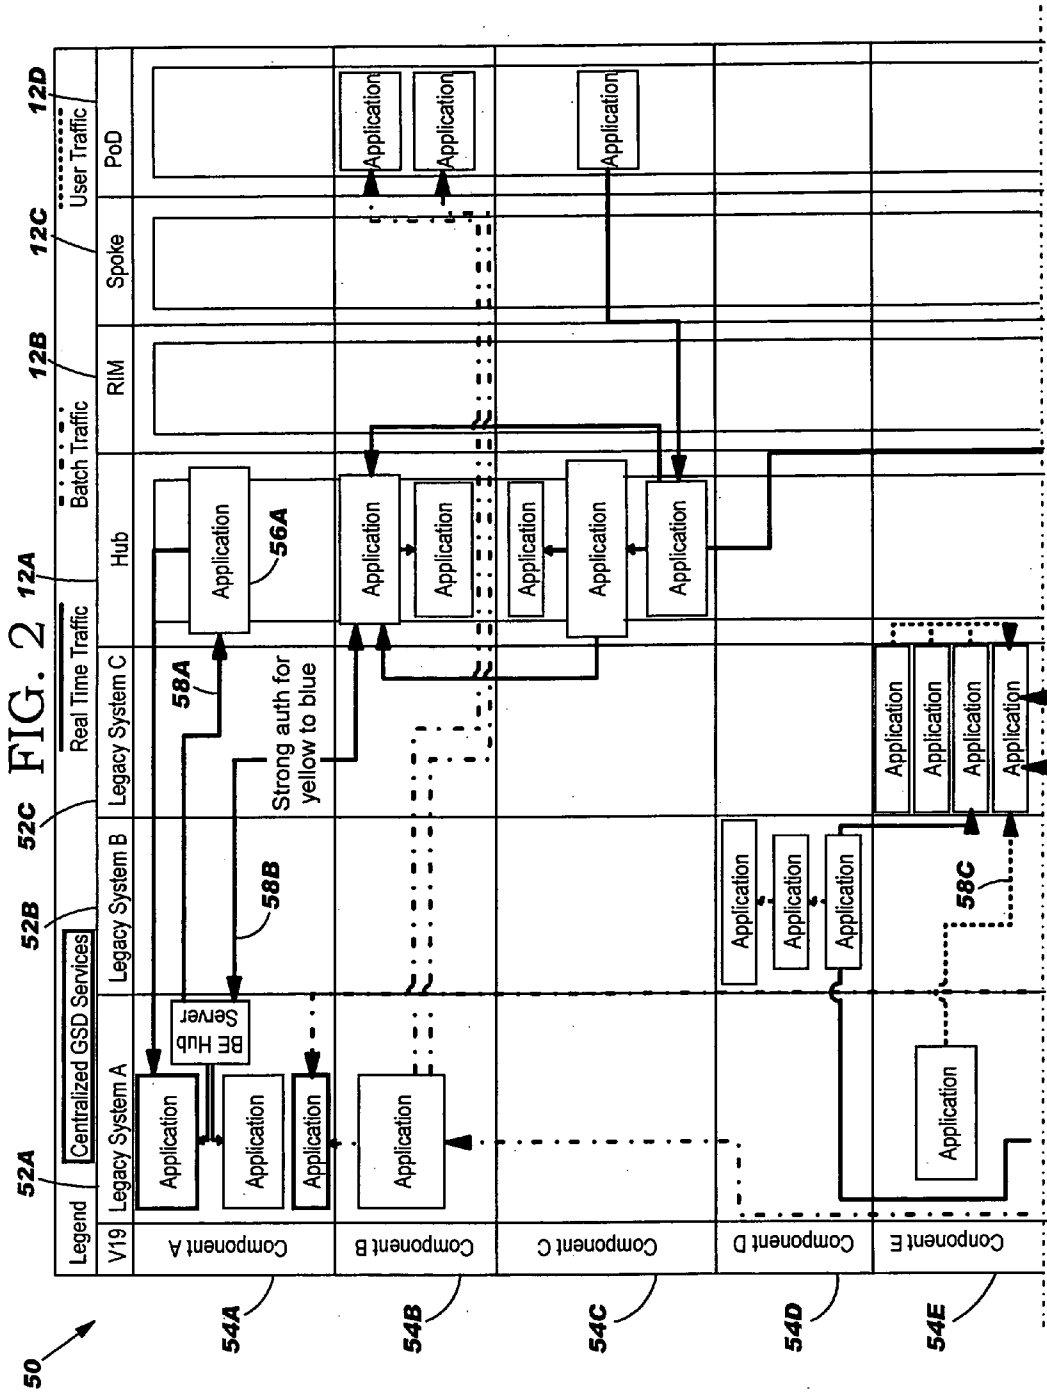 FIG. 2
50
52A
52B
52C
12A
12B
12C
12D
Legend
Centralized GSD Services
Real Time Traffic
Batch Traffic
User Traffic
V19
Legacy System A
Legacy System B
Legacy System C
Hub
RIM
Spoke
PoD
54A
Component A
Application
Application
Application
BE Hub
Server
58A
58B
Application
56A
Strong auth for
yellow to blue
54B
Component B
Application
Application
Application
Application
Application
54C
Component C
Application
Application
Application
Application
54D
Component D
Application
Application
Application
54E
Component E
Application
58C
Application
Application
Application
Application